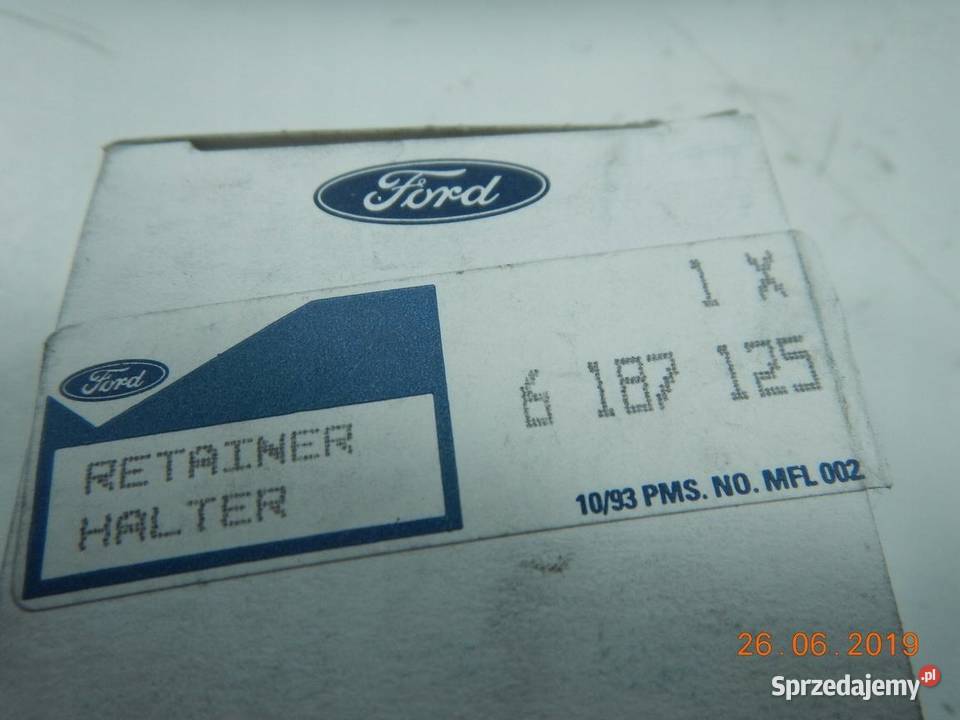 Ford
1 X
6 187 125
Ford
RETAINER
HALTER
10/93 PMS. NO. MFL 002
26.06.2019
Sprzedajemy.pl